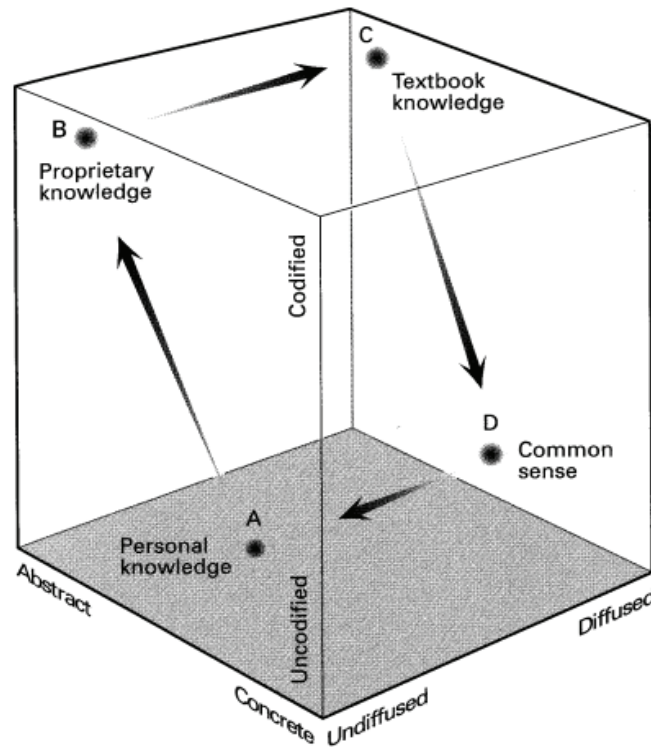 C
Textbook
knowledge
B
Proprietary
knowledge
Codified
D
Common
sense
A
Personal
knowledge
Uncodified
Abstract
Concrete
Undiffused
Diffused